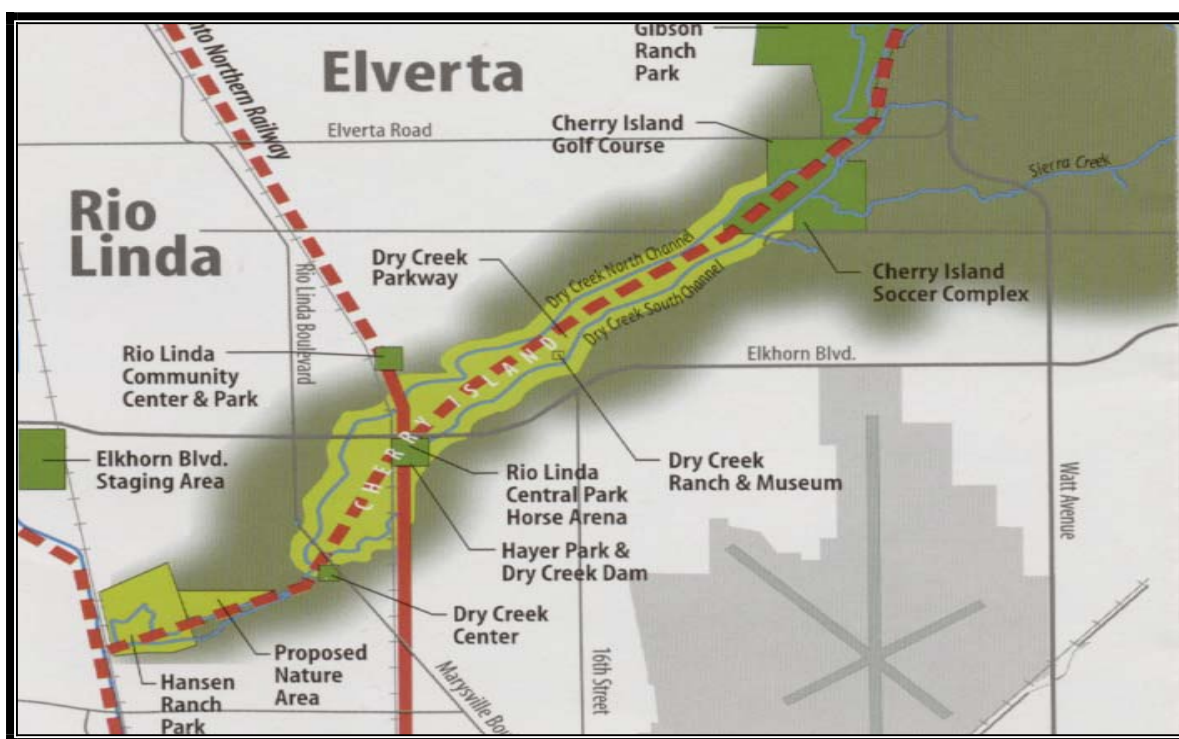 Gibson
Ranch
Park
Elverta
Northern Railway
Elverta Road
Cherry Island
Golf Course
Sierra Creek
Rio
Linda
Dry Creek
Parkway
Dry Creek North Channel
Dry Creek South Channel
Cherry Island
Soccer Complex
Rio Linda Boulevard
Rio Linda
Community
Center & Park
Elkhorn Blvd.
CHERRY ISLAND
Elkhorn Blvd.
Staging Area
Rio Linda
Central Park
Horse Arena
Dry Creek
Ranch & Museum
Watt Avenue
Hayer Park &
Dry Creek Dam
Dry Creek
Center
Proposed
Nature
Area
Hansen
Ranch
Park
Marysville
16th Street